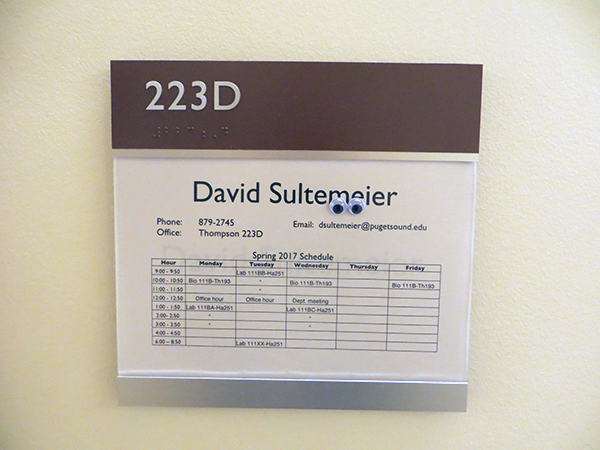 223D
David Sultemeier
Phone: 879-2745 Email: dsultemeier@pugetsound.edu
Office: Thompson 223D
Spring 2017 Schedule
Hour Monday Tuesday Wednesday Thursday Friday
9:00 - 9:50 Lab 111BB-Ha251
10:00 - 10:50 Bio 111B-Th193 " Bio 111B-Th193 Bio 111B-Th193
11:00 - 11:50 "
12:00 - 12:50 Office hour Office hour Dept. meeting
1:00 - 1:50 Lab 111BA-Ha251 Lab 111BC-Ha251
2:00- 2:50 " "
3:00 - 3:50 " "
4:00 - 4:50
6:00 - 8:50 Lab 111XX-Ha251